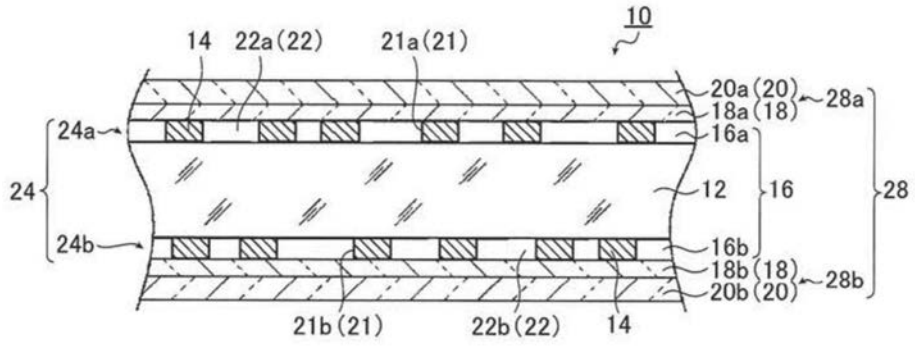 10
14 22a(22) 21a(21)
20a(20) 28a
18a(18)
24a 16a
24 12 16 28
24b 16b
18b(18)
20b(20) 28b
21b(21) 22b(22) 14